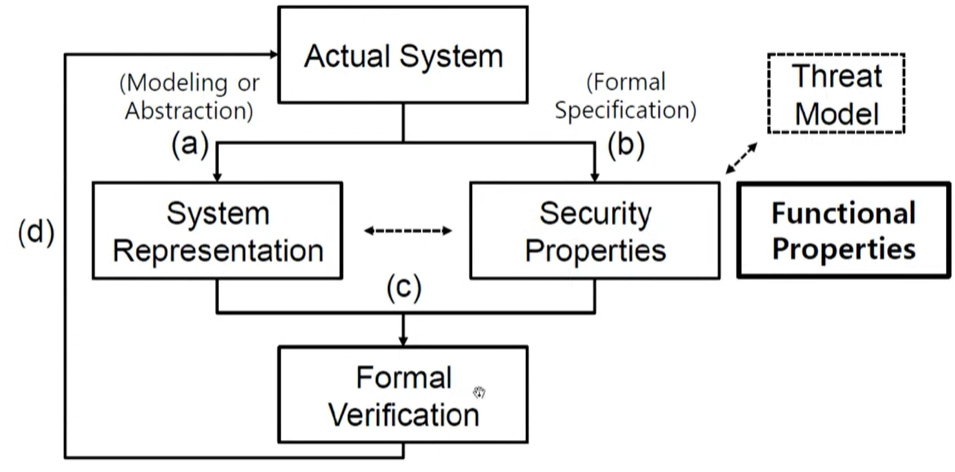 Actual System
(Modeling or
Abstraction)
(a)
(Formal
Specification)
(b)
Threat
Model
(d)
System
Representation
Security
Properties
Functional
Properties
(c)
Formal
Verification